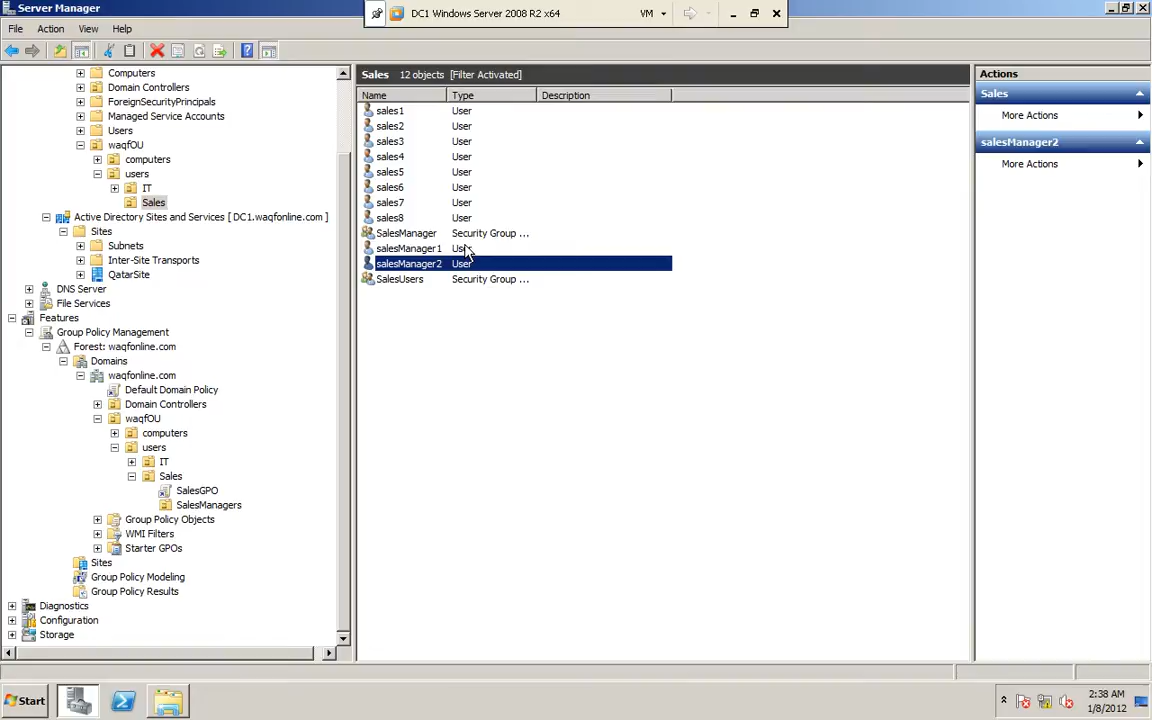 Server Manager
DC1 Windows Server 2008 R2 x64
VM
File Action View Help
Computers
Domain Controllers
ForeignSecurityPrincipals
Managed Service Accounts
Users
waqfOU
computers
users
IT
Sales
Active Directory Sites and Services [ DC1.waqfonline.com ]
Sites
Subnets
Inter-Site Transports
QatarSite
DNS Server
File Services
Features
Group Policy Management
Forest: waqfonline.com
Domains
waqfonline.com
Default Domain Policy
Domain Controllers
waqfOU
computers
users
IT
Sales
SalesGPO
SalesManagers
Group Policy Objects
WMI Filters
Starter GPOs
Sites
Group Policy Modeling
Group Policy Results
Diagnostics
Configuration
Storage
Sales 12 objects [Filter Activated]
Name Type Description
sales1 User
sales2 User
sales3 User
sales4 User
sales5 User
sales6 User
sales7 User
sales8 User
SalesManager Security Group ...
salesManager1 User
salesManager2 User
SalesUsers Security Group ...
Actions
Sales
More Actions
salesManager2
More Actions
Start
2:38 AM
1/8/2012